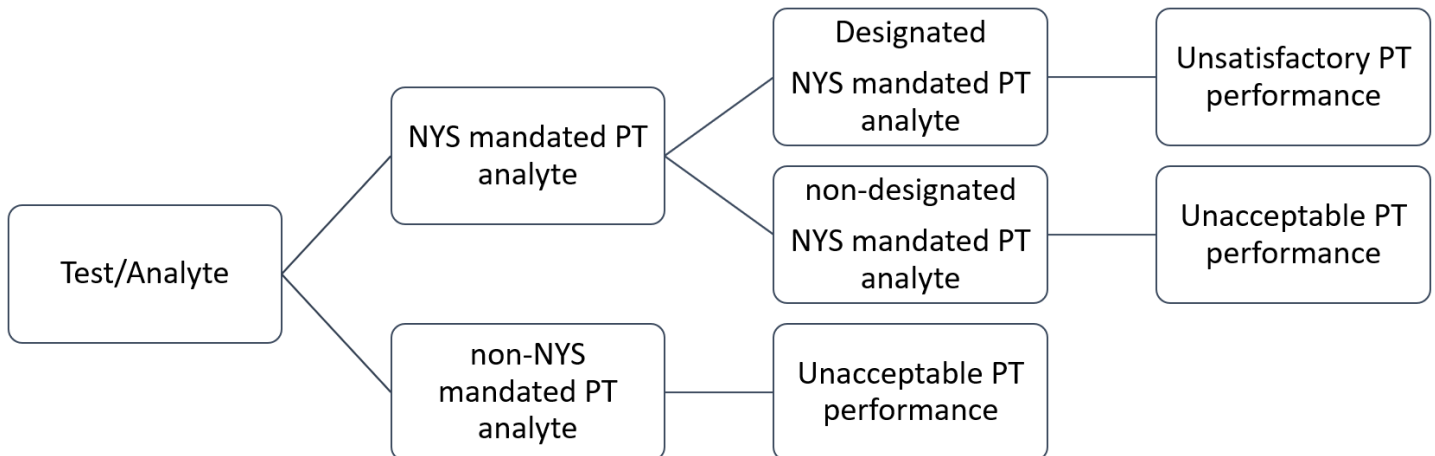 Test/Analyte
NYS mandated PT
analyte
Designated
NYS mandated PT
analyte
Unsatisfactory PT
performance
non-designated
NYS mandated PT
analyte
Unacceptable PT
performance
non-NYS
mandated PT
analyte
Unacceptable PT
performance